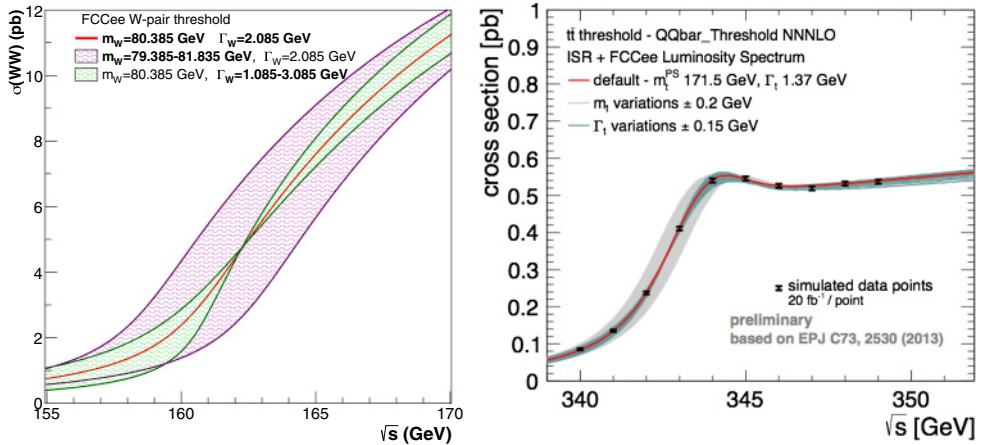 FCCee W-pair threshold
m_W=80.385 GeV Γ_W=2.085 GeV
m_W=79.385-81.835 GeV, Γ_W=2.085 GeV
m_W=80.385 GeV, Γ_W=1.085-3.085 GeV
σ(WW) (pb)
12
10
8
6
4
2
0
155
160
165
170
√s (GeV)
tt̄ threshold - QQbar_Threshold NNNLO
ISR + FCCee Luminosity Spectrum
default - m_t^PS 171.5 GeV, Γ_t 1.37 GeV
m_t variations ± 0.2 GeV
Γ_t variations ± 0.15 GeV
cross section [pb]
1
0.9
0.8
0.7
0.6
0.5
0.4
0.3
0.2
0.1
0
simulated data points
20 fb⁻¹ / point
preliminary
based on EPJ C73, 2530 (2013)
340
345
350
√s [GeV]